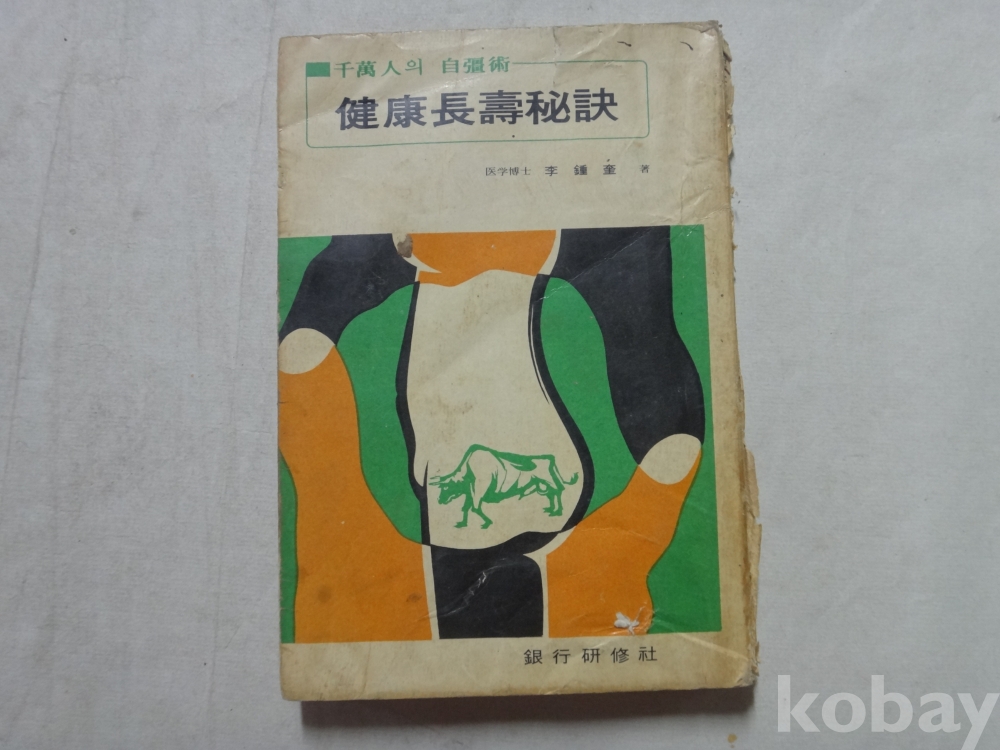 千萬人의 自彊術
健康長壽秘訣
医学博士 李鍾奎 著
銀行研修社
kobay